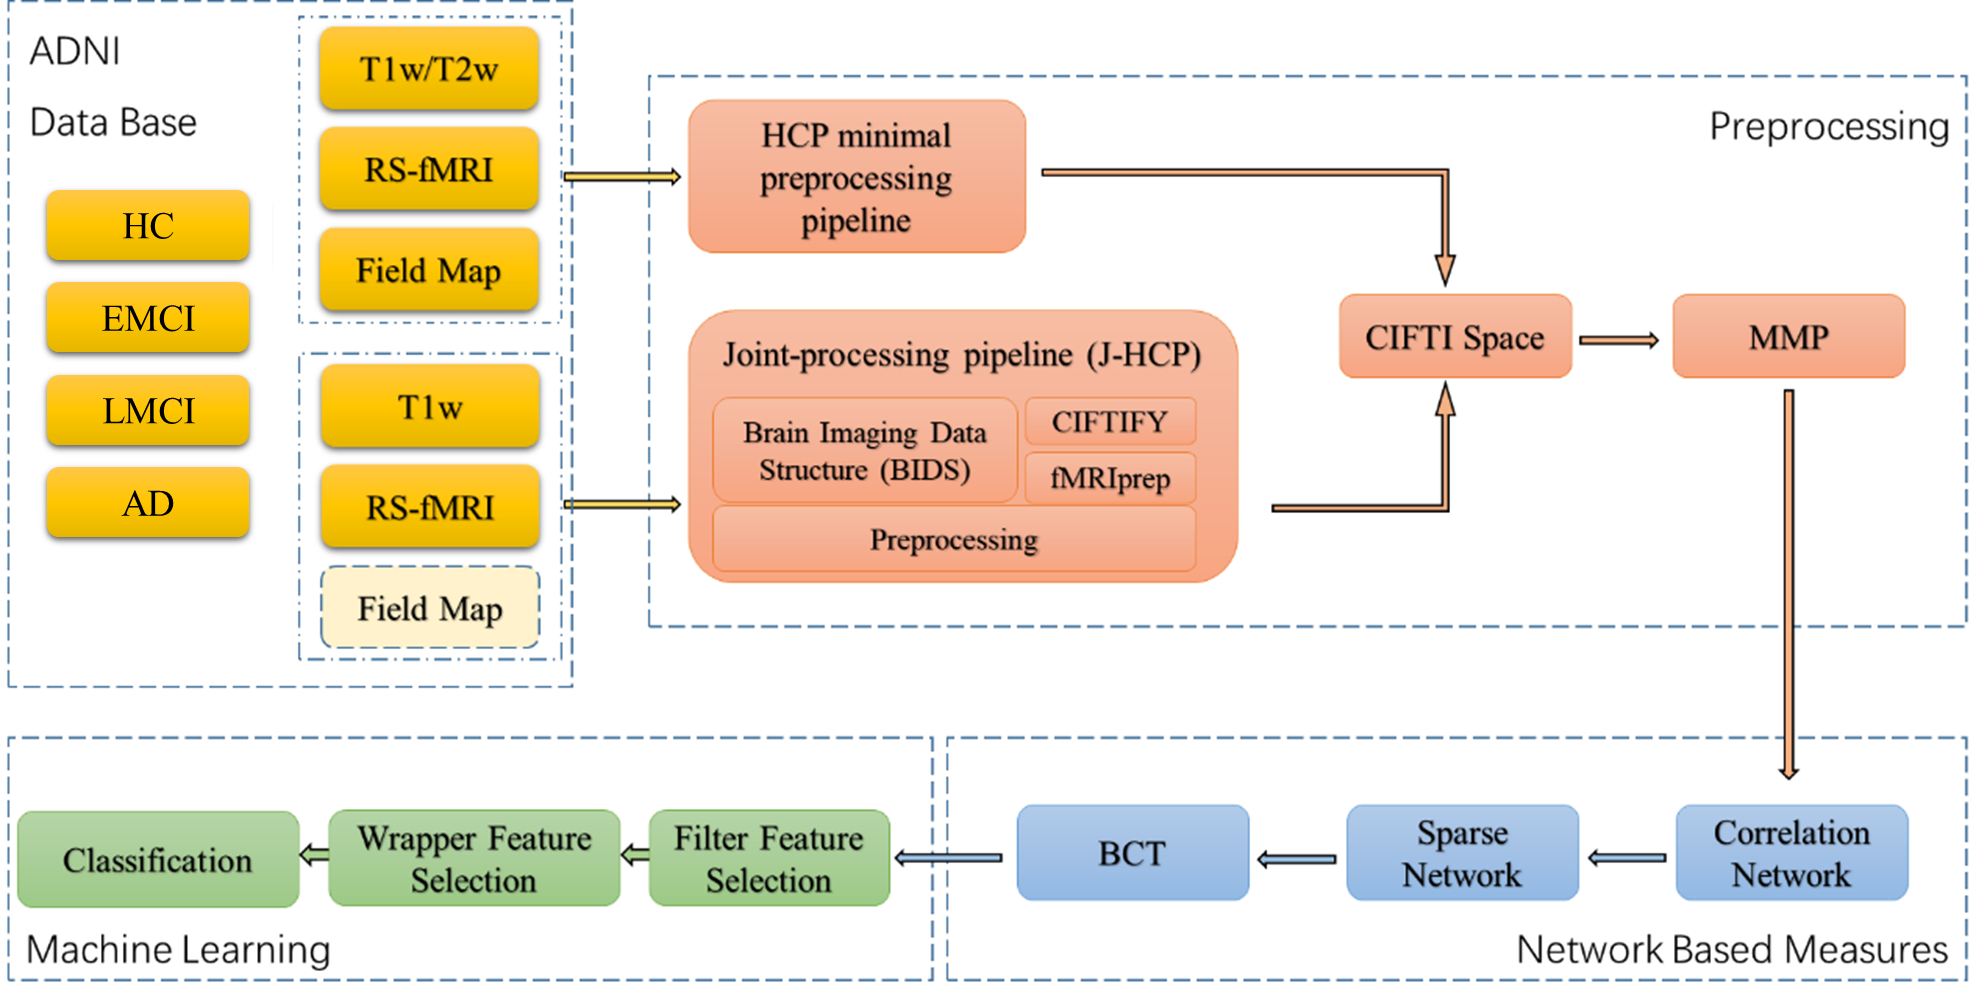 ADNI
Data Base
HC
EMCI
LMCI
AD
T1w/T2w
RS-fMRI
Field Map
T1w
RS-fMRI
Field Map
Preprocessing
HCP minimal
preprocessing
pipeline
Joint-processing pipeline (J-HCP)
Brain Imaging Data
Structure (BIDS)
CIFTIFY
fMRIprep
Preprocessing
CIFTI Space
MMP
Correlation
Network
Sparse
Network
BCT
Network Based Measures
Filter Feature
Selection
Wrapper Feature
Selection
Classification
Machine Learning